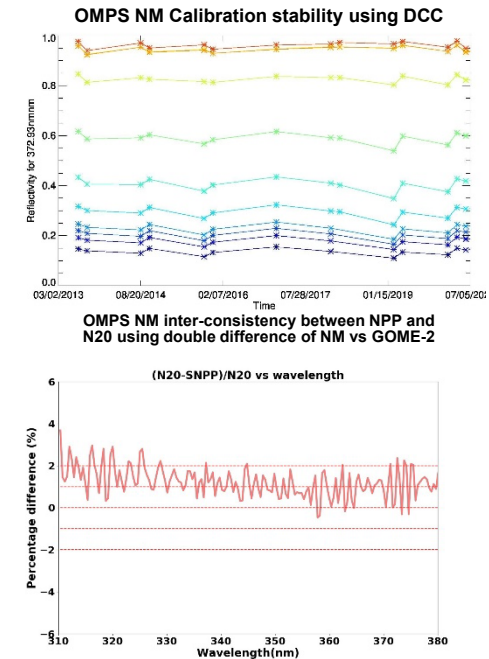 OMPS NM Calibration stability using DCC
1.0
0.8
0.6
0.4
0.2
0.0
Reflectivity for 372.93nmnm
03/02/2013 08/20/2014 02/07/2016 07/28/2017 01/15/2019 07/05/202
Time
OMPS NM inter-consistency between NPP and
N20 using double difference of NM vs GOME-2
(N20-SNPP)/N20 vs wavelength
6
4
2
0
−2
−4
−6
Percentage difference (%)
310 320 330 340 350 360 370 380
Wavelength(nm)